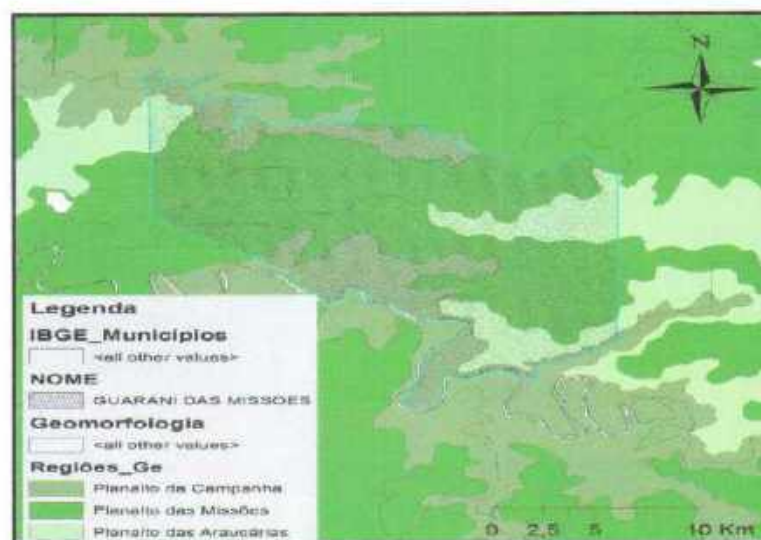 N
Legenda
IBGE_Municípios
<all other values>
NOME
GUARANI DAS MISSOES
Geomorfologia
<all other values>
Regiões_Ge
Planalto da Campanha
Planalto das Missões
Planalto das Araucárias
0 2,5 5 10 Km